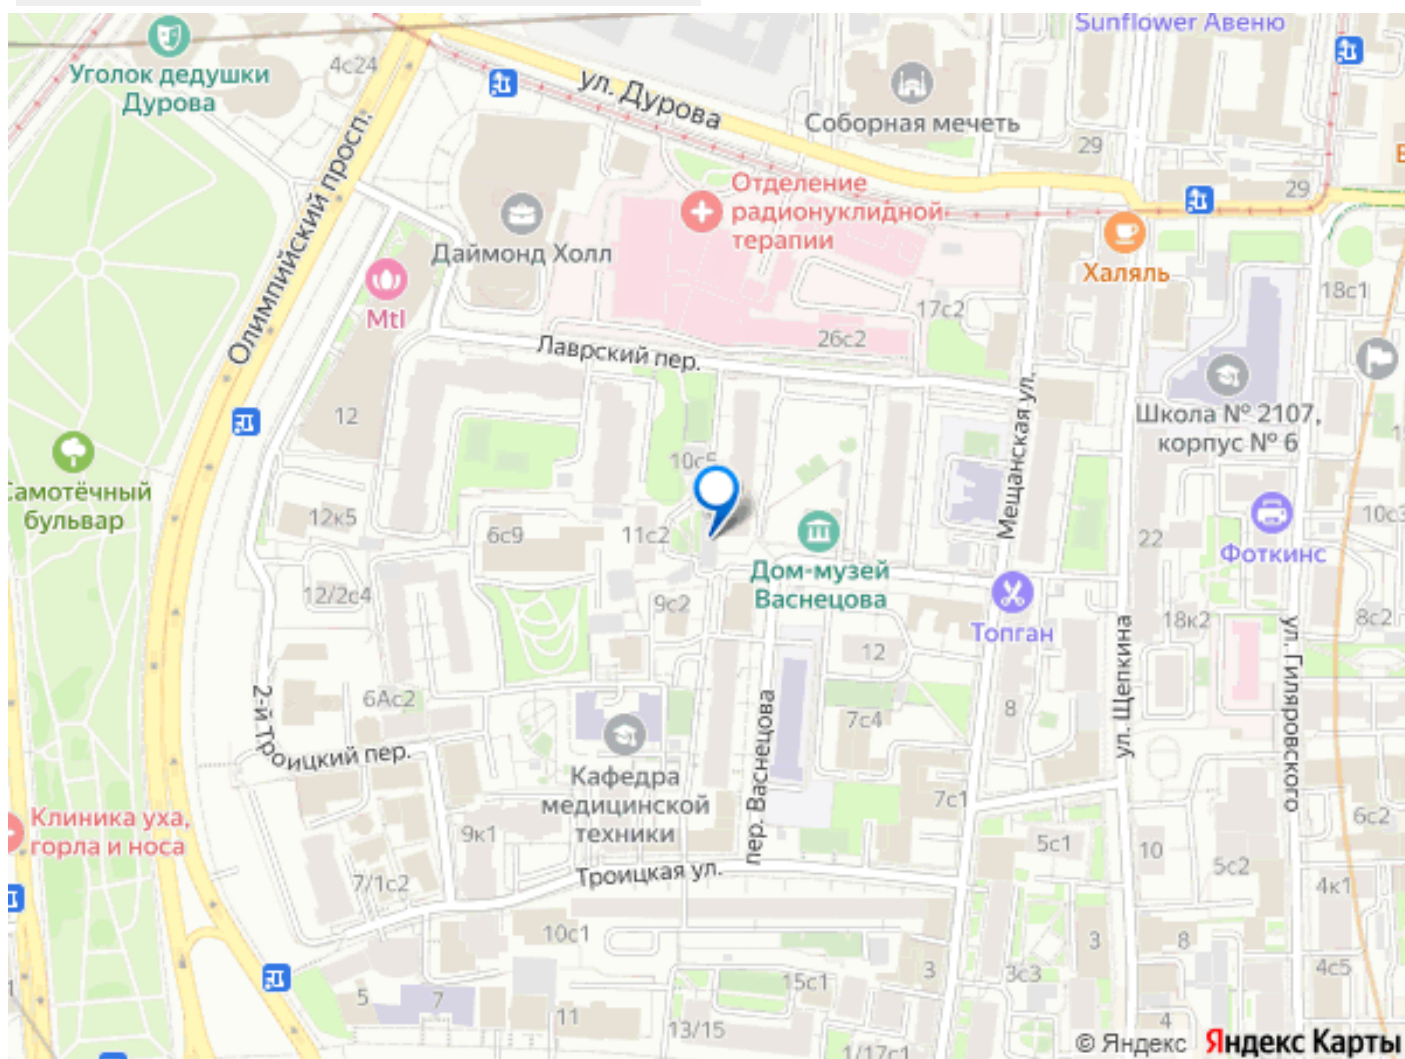 Sunflower Авеню
Уголок дедушки
Дурова
4с24
ул. Дурова
Соборная мечеть
29
29
Олимпийский просп.
Отделение
радионуклидной
терапии
Даймонд Холл
Халяль
Mtl
17с2
18с1
26с2
Лаврский пер.
12
Мещанская ул.
Школа № 2107,
корпус № 6
10с5
Самотёчный
бульвар
12к5
6с9
11с2
22
10с3
Фоткинс
Дом-музей
Васнецова
12/2с4
9с2
Топган
18к2
8с2
ул. Щепкина
ул. Гиляровского
12
6Ас2
2-й Троицкий пер.
пер. Васнецова
7с4
8
Кафедра
медицинской
техники
7с1
Клиника уха,
горла и носа
9к1
6с2
5с1
10
5с2
Троицкая ул.
7/1с2
4к1
10с1
3
8
15с1
3
3с3
4с5
5
7
11
13/15
4
1/17с1
© Яндекс Яндекс Карты